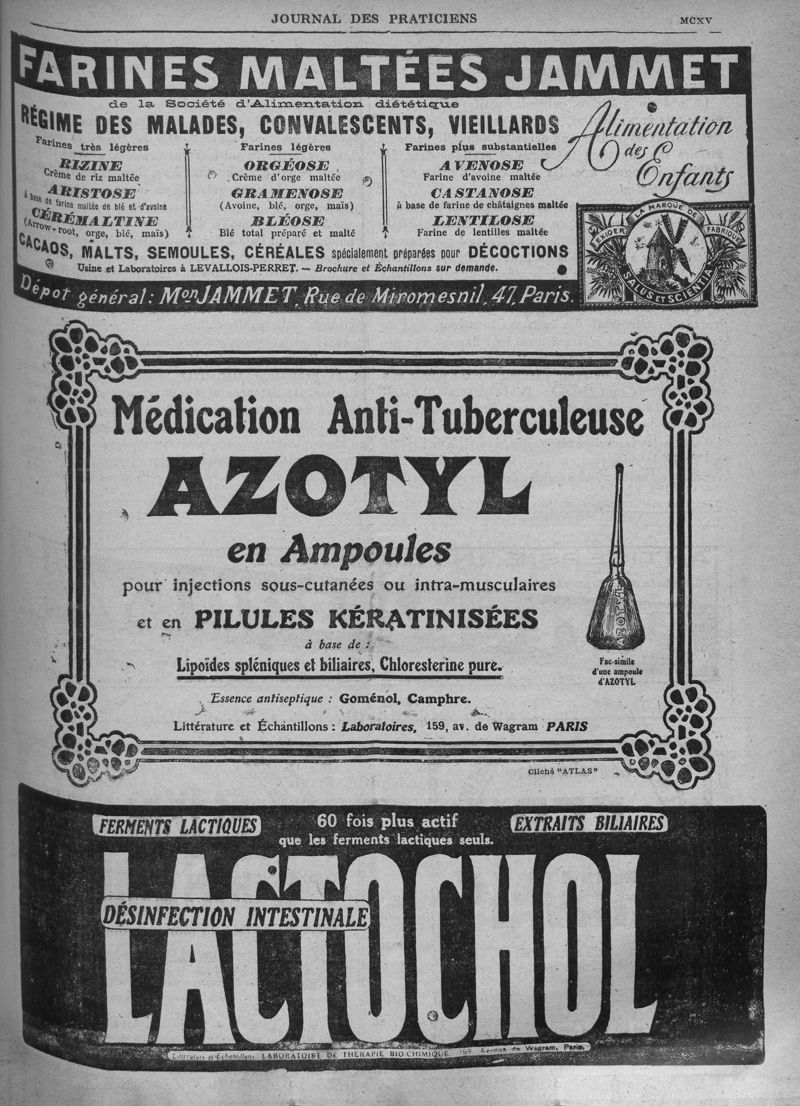 JOURNAL DES PRATICIENS
MCXV
FARINES MALTÉES JAMMET
de la Société d'Alimentation diététique
RÉGIME DES MALADES, CONVALESCENTS, VIEILLARDS
Alimentation
des
Enfants
Farines très légères
RIZINE
Crème de riz maltée
ARISTOSE
à base de farine maltée de blé et d'avoine
CÉRÉMALTINE
(Arrow-root, orge, blé, maïs)
Farines légères
ORGÉOSE
Crème d'orge maltée
GRAMENOSE
(Avoine, blé, orge, maïs)
BLÉOSE
Blé total préparé et malté
Farines plus substantielles
AVENOSE
Farine d'avoine maltée
CASTANOSE
à base de farine de châtaignes maltée
LENTILOSE
Farine de lentilles maltée
CACAOS, MALTS, SEMOULES, CÉRÉALES spécialement préparées pour DÉCOCTIONS
Usine et Laboratoires à LEVALLOIS-PERRET. — Brochure et Échantillons sur demande.
EXIGER LA MARQUE DE FABRIQUE
SALUS ET SCIENTIA
Dépot général: Mon JAMMET, Rue de Miromesnil, 47, Paris.
Médication Anti-Tuberculeuse
AZOTYL
en Ampoules
pour injections sous-cutanées ou intra-musculaires
et en PILULES KÉRATINISÉES
à base de :
Lipoïdes spléniques et biliaires, Chloresterine pure.
Essence antiseptique : Goménol, Camphre.
Littérature et Échantillons : Laboratoires, 159, av. de Wagram PARIS
AZOTYL
Fac-simile
d'une ampoule
d'AZOTYL
Cliché "ATLAS"
FERMENTS LACTIQUES
60 fois plus actif
que les ferments lactiques seuls.
EXTRAITS BILIAIRES
LACTOCHOL
DÉSINFECTION INTESTINALE
Littérature et Échantillons: LABORATOIRE DE THÉRAPIE BIO-CHIMIQUE, 159 Avenue de Wagram, Paris.